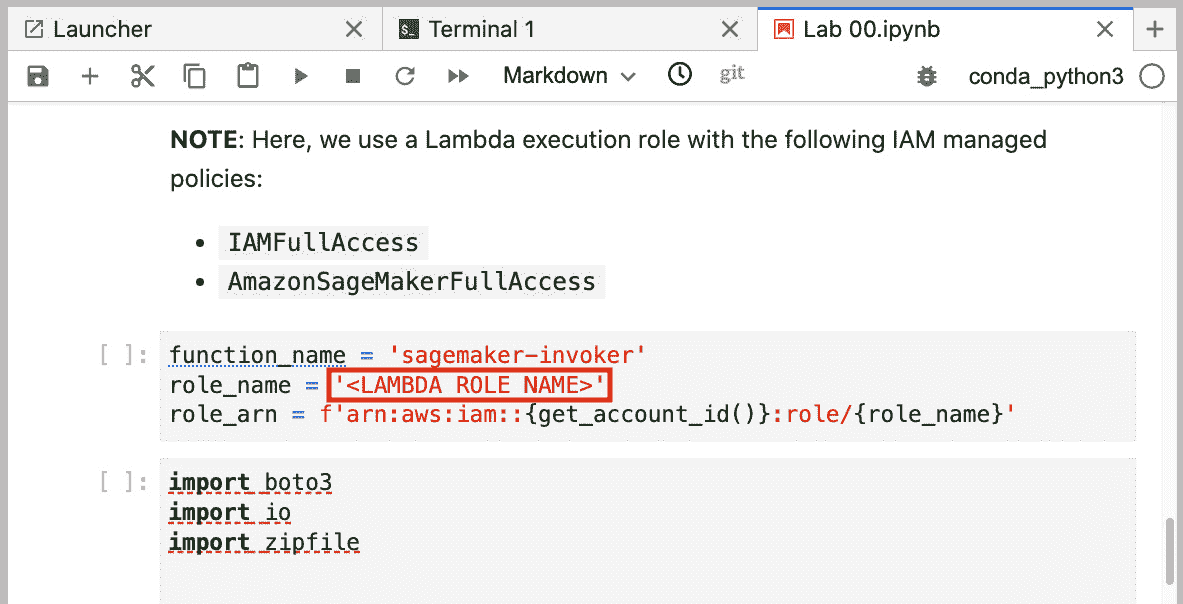 Launcher
Terminal 1
Lab 00.ipynb
Markdown
git
conda_python3
NOTE: Here, we use a Lambda execution role with the following IAM managed
policies:
• IAMFullAccess
• AmazonSageMakerFullAccess
[ ]:
function_name = 'sagemaker-invoker'
role_name = '<LAMBDA ROLE NAME>'
role_arn = f'arn:aws:iam::{get_account_id()}:role/{role_name}'
[ ]:
import boto3
import io
import zipfile